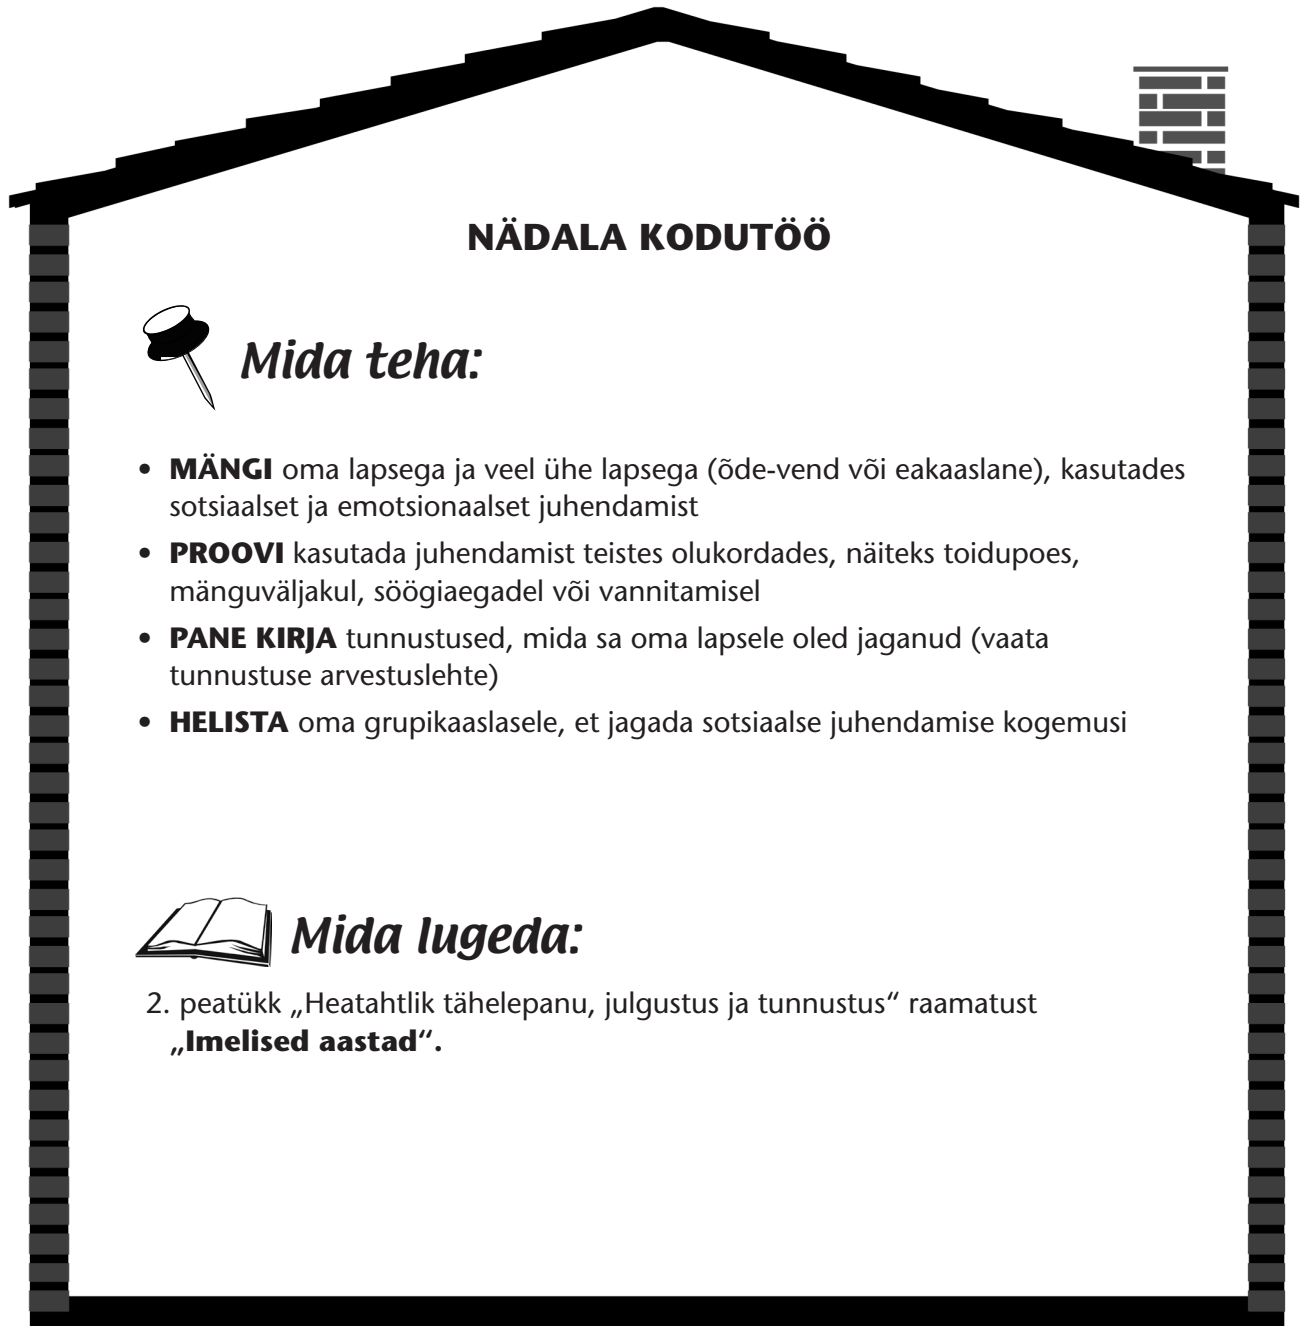 NÄDALA KODUTÖÖ
Mida teha:
• MÄNGI oma lapsega ja veel ühe lapsega (õde-vend või eakaaslane), kasutades
sotsiaalset ja emotsionaalset juhendamist
• PROOVI kasutada juhendamist teistes olukordades, näiteks toidupoes,
mänguväljakul, söögiaegadel või vannitamisel
• PANE KIRJA tunnustused, mida sa oma lapsele oled jaganud (vaata
tunnustuse arvestuslehte)
• HELISTA oma grupikaaslasele, et jagada sotsiaalse juhendamise kogemusi
Mida lugeda:
2. peatükk „Heatahtlik tähelepanu, julgustus ja tunnustus“ raamatust
„Imelised aastad“.